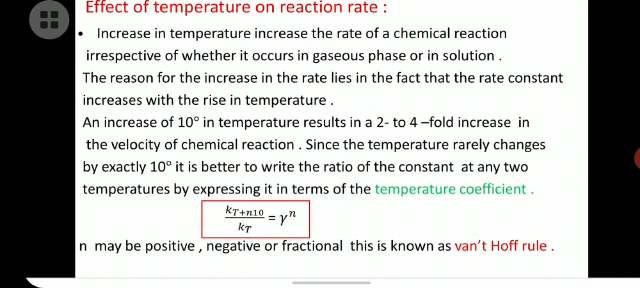 Effect of temperature on reaction rate :
• Increase in temperature increase the rate of a chemical reaction
irrespective of whether it occurs in gaseous phase or in solution .
The reason for the increase in the rate lies in the fact that the rate constant
increases with the rise in temperature .
An increase of 10° in temperature results in a 2- to 4 –fold increase in
the velocity of chemical reaction . Since the temperature rarely changes
by exactly 10° it is better to write the ratio of the constant at any two
temperatures by expressing it in terms of the temperature coefficient .
k_{T+n10}/k_T = γ^n
n may be positive , negative or fractional this is known as van’t Hoff rule .